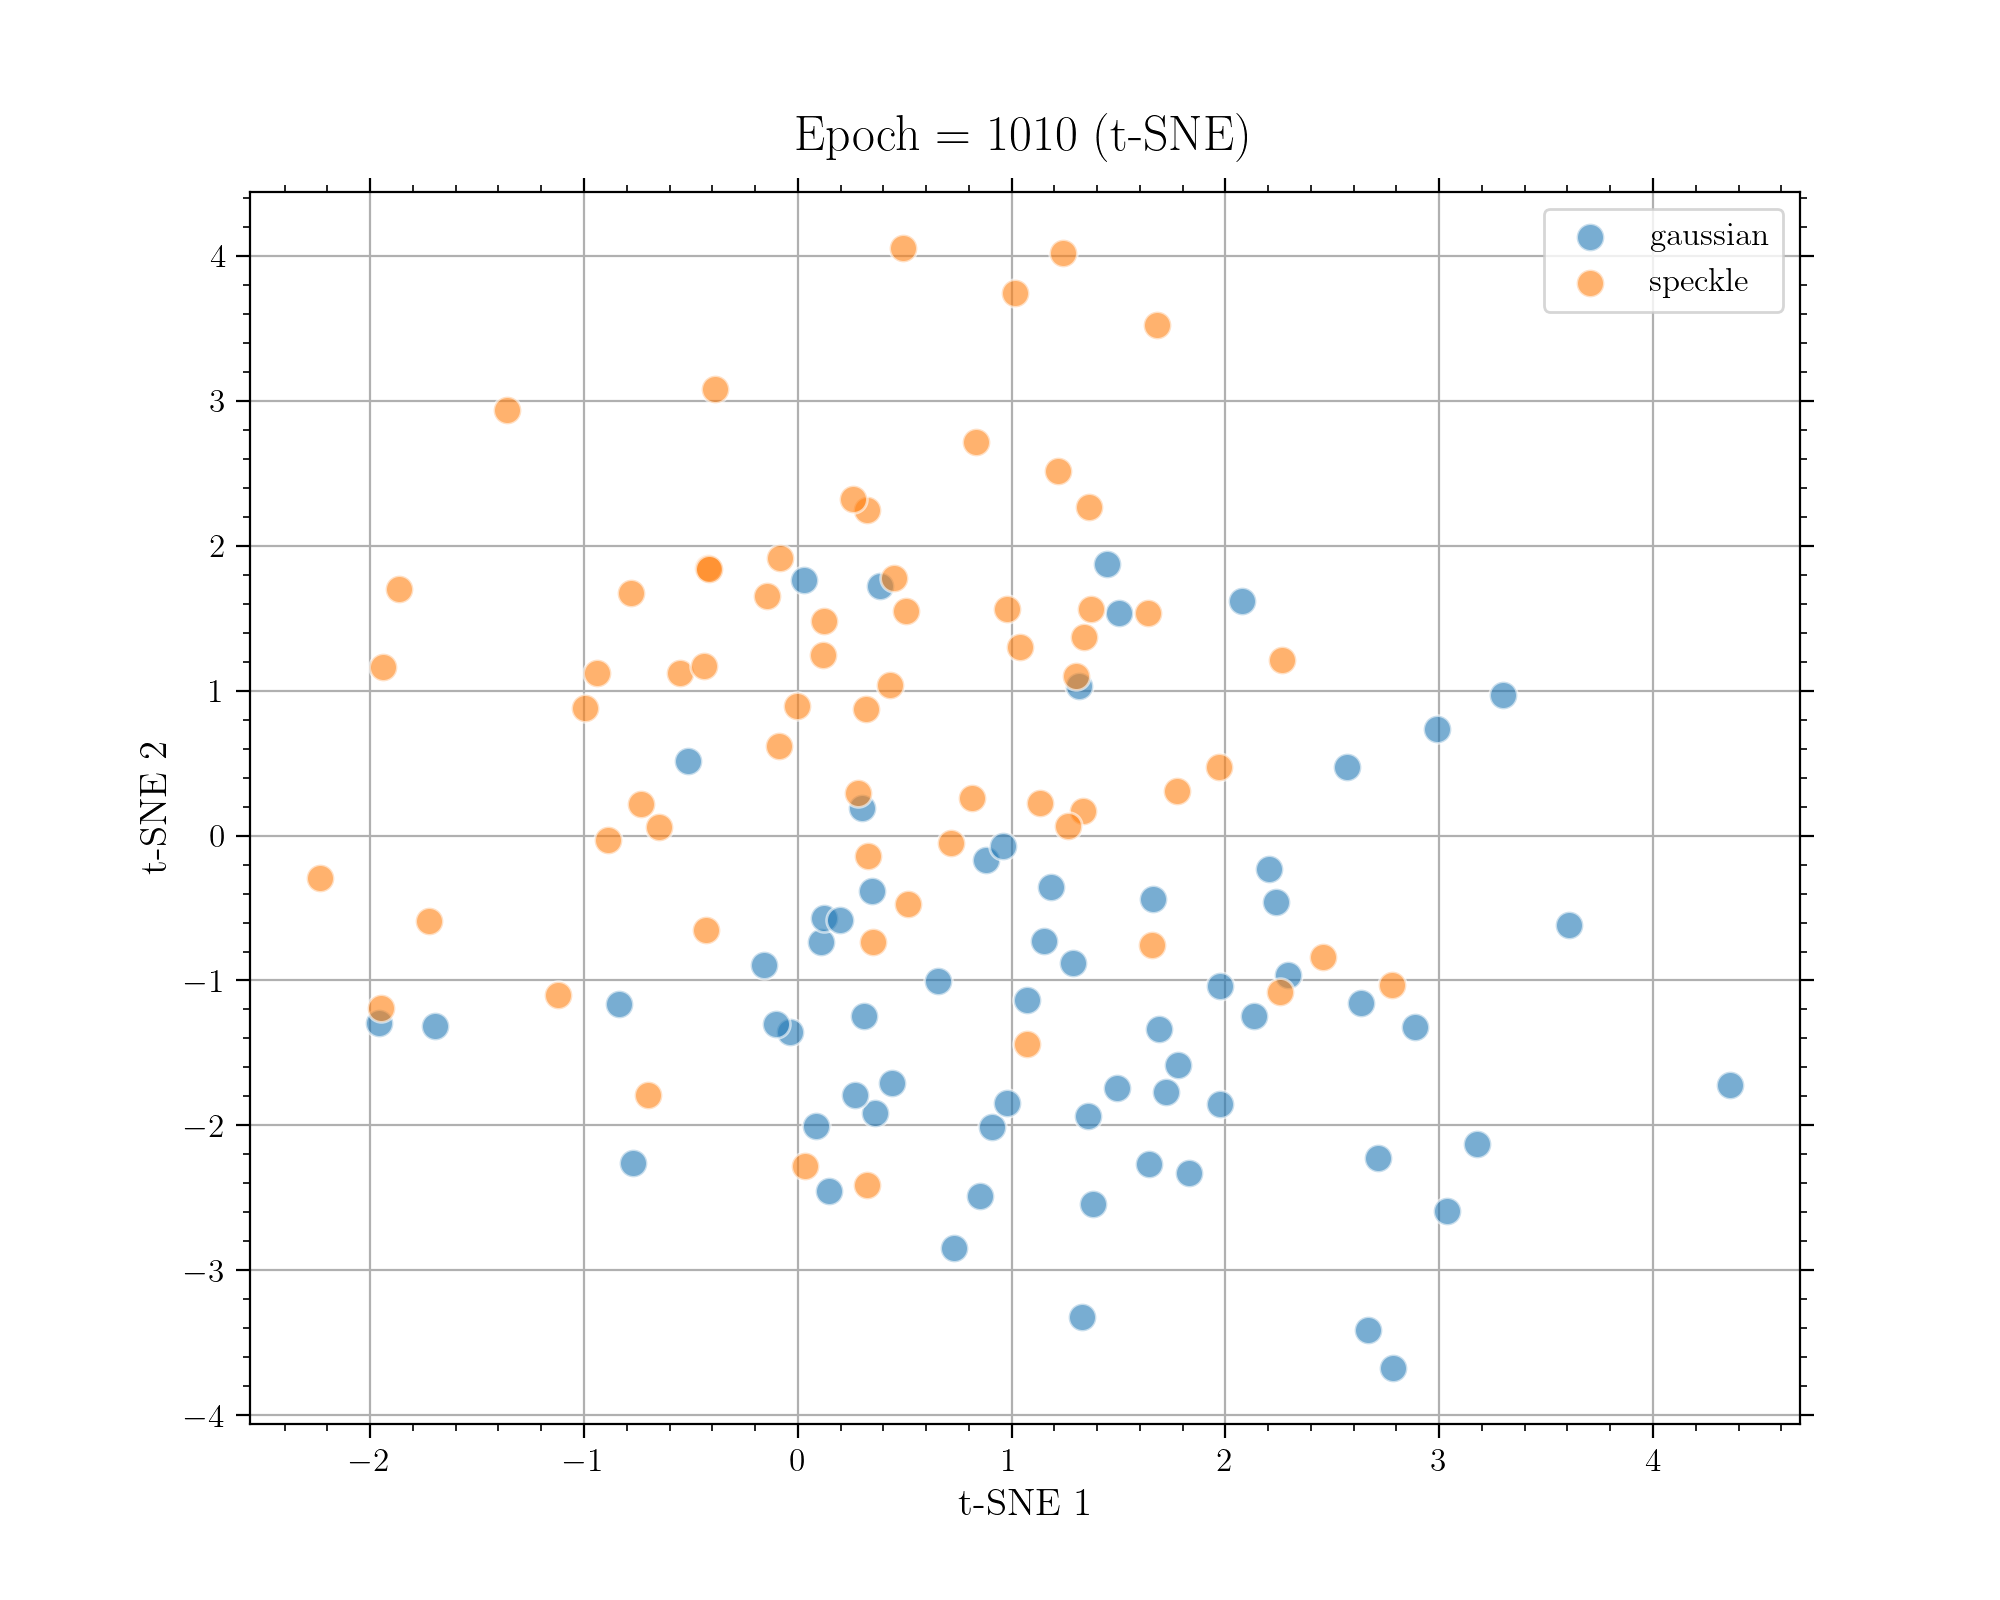 Epoch = 1010 (t-SNE)
gaussian
speckle
4
3
2
1
0
−1
−2
−3
−4
t-SNE 2
−2 −1 0 1 2 3 4
t-SNE 1